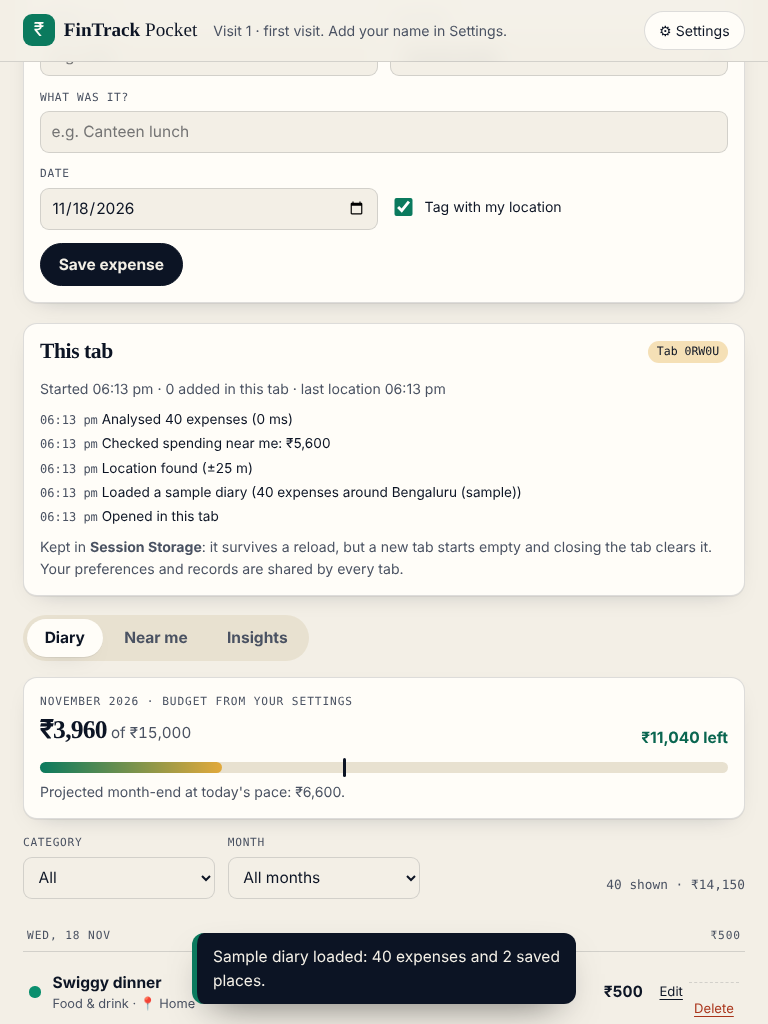 ₹ FinTrack Pocket Visit 1 · first visit. Add your name in Settings. ⚙ Settings
WHAT WAS IT?
e.g. Canteen lunch
DATE
11/18/2026 Tag with my location
Save expense
This tab Tab 0RW0U
Started 06:13 pm · 0 added in this tab · last location 06:13 pm
06:13 pm Analysed 40 expenses (0 ms)
06:13 pm Checked spending near me: ₹5,600
06:13 pm Location found (±25 m)
06:13 pm Loaded a sample diary (40 expenses around Bengaluru (sample))
06:13 pm Opened in this tab
Kept in Session Storage: it survives a reload, but a new tab starts empty and closing the tab clears it.
Your preferences and records are shared by every tab.
Diary Near me Insights
NOVEMBER 2026 · BUDGET FROM YOUR SETTINGS
₹3,960 of ₹15,000 ₹11,040 left
Projected month-end at today's pace: ₹6,600.
CATEGORY MONTH
All All months 40 shown · ₹14,150
WED, 18 NOV ₹500
Sample diary loaded: 40 expenses and 2 saved
places.
Swiggy dinner ₹500 Edit
Food & drink · 📍 Home Delete